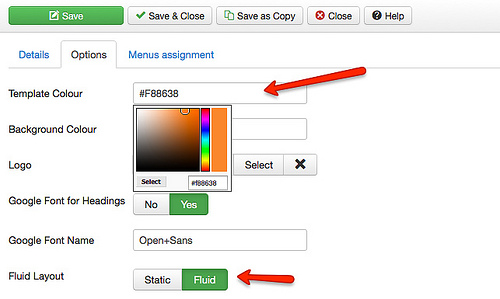 Save Save & Close Save as Copy Close Help
Details Options Menus assignment
Template Colour #F88638
Background Colour
Select #f88638
Logo Select
Google Font for Headings No Yes
Google Font Name Open+Sans
Fluid Layout Static Fluid